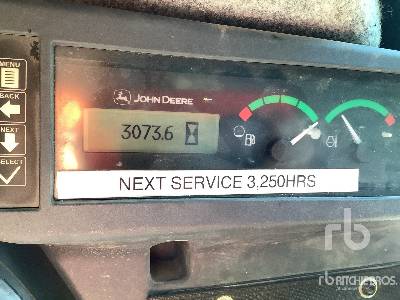 MENU
BACK
NEXT
SELECT
JOHN DEERE
3073.6
NEXT SERVICE 3,250HRS
rb
RITCHIE BROS.